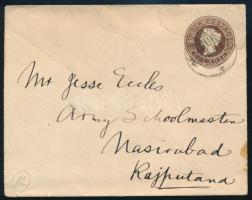 Mr Jesse Eccles
Army Schoolmaster
Nasirabad
Rajputana